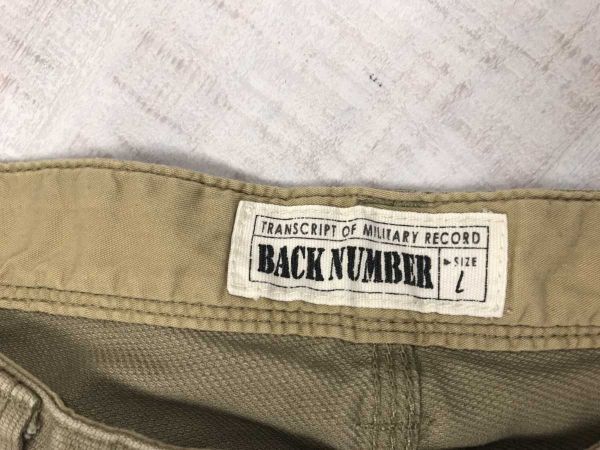 TRANSCRIPT OF MILITARY RECORD
BACK NUMBER
▶SIZE
L